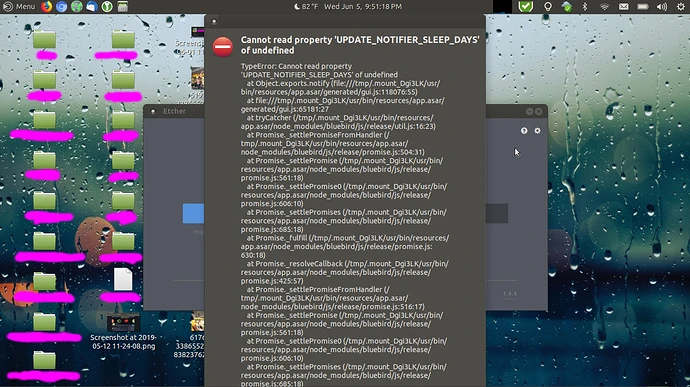 Menu
82 °F Wed Jun 5, 9:51:18 PM
Cannot read property 'UPDATE_NOTIFIER_SLEEP_DAYS'
of undefined
TypeError: Cannot read property
'UPDATE_NOTIFIER_SLEEP_DAYS' of undefined
at Object.exports.notify (file:///tmp/.mount_Dgi3LK/usr/
bin/resources/app.asar/generated/gui.js:118076:55)
at file:///tmp/.mount_Dgi3LK/usr/bin/resources/app.asar/
generated/gui.js:65181:27
at tryCatcher (/tmp/.mount_Dgi3LK/usr/bin/resources/
app.asar/node_modules/bluebird/js/release/util.js:16:23)
at Promise._settlePromiseFromHandler (/
tmp/.mount_Dgi3LK/usr/bin/resources/app.asar/
node_modules/bluebird/js/release/promise.js:504:31)
at Promise._settlePromise (/tmp/.mount_Dgi3LK/usr/bin/
resources/app.asar/node_modules/bluebird/js/release/
promise.js:561:18)
at Promise._settlePromise0 (/tmp/.mount_Dgi3LK/usr/bin/
resources/app.asar/node_modules/bluebird/js/release/
promise.js:606:10)
at Promise._settlePromises (/tmp/.mount_Dgi3LK/usr/bin/
resources/app.asar/node_modules/bluebird/js/release/
promise.js:685:18)
at Promise._fulfill (/tmp/.mount_Dgi3LK/usr/bin/resources/
app.asar/node_modules/bluebird/js/release/promise.js:
630:18)
at Promise._resolveCallback (/tmp/.mount_Dgi3LK/usr/bin/
resources/app.asar/node_modules/bluebird/js/release/
promise.js:425:57)
at Promise._settlePromiseFromHandler (/
tmp/.mount_Dgi3LK/usr/bin/resources/app.asar/
node_modules/bluebird/js/release/promise.js:516:17)
at Promise._settlePromise (/tmp/.mount_Dgi3LK/usr/bin/
resources/app.asar/node_modules/bluebird/js/release/
promise.js:561:18)
at Promise._settlePromise0 (/tmp/.mount_Dgi3LK/usr/bin/
resources/app.asar/node_modules/bluebird/js/release/
promise.js:606:10)
at Promise._settlePromises (/tmp/.mount_Dgi3LK/usr/bin/
resources/app.asar/node_modules/bluebird/js/release/
promise.js:685:18)
Etcher
Screenshot at 2019-
05-12 11-24-08.png